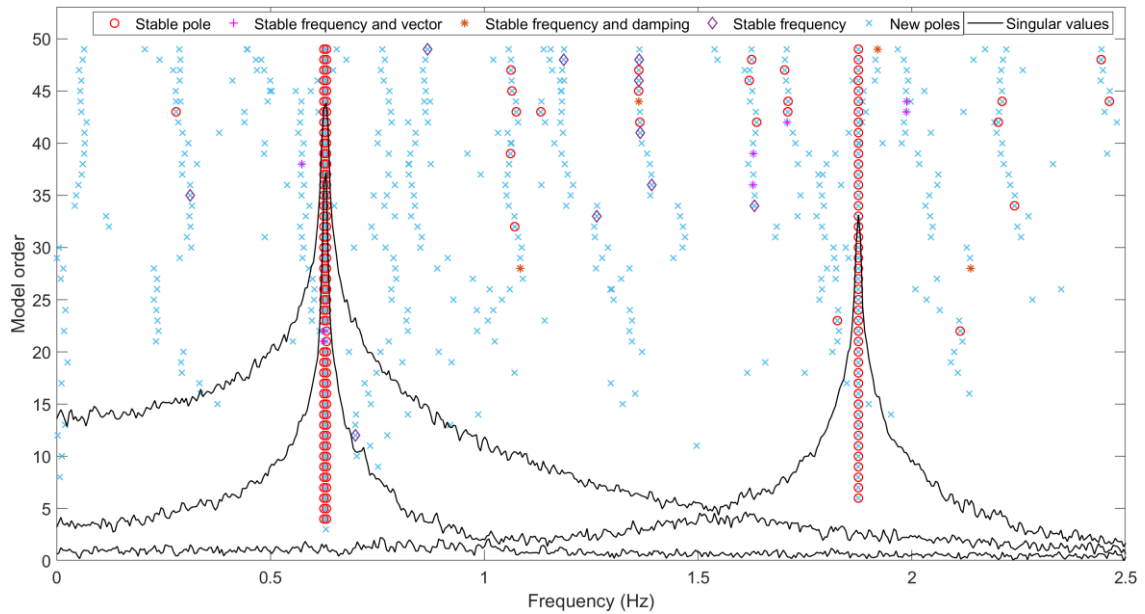 Stable pole Stable frequency and vector Stable frequency and damping Stable frequency New poles Singular values
50
45
40
35
30
25
20
15
10
5
0
Model order
0 0.5 1 1.5 2 2.5
Frequency (Hz)